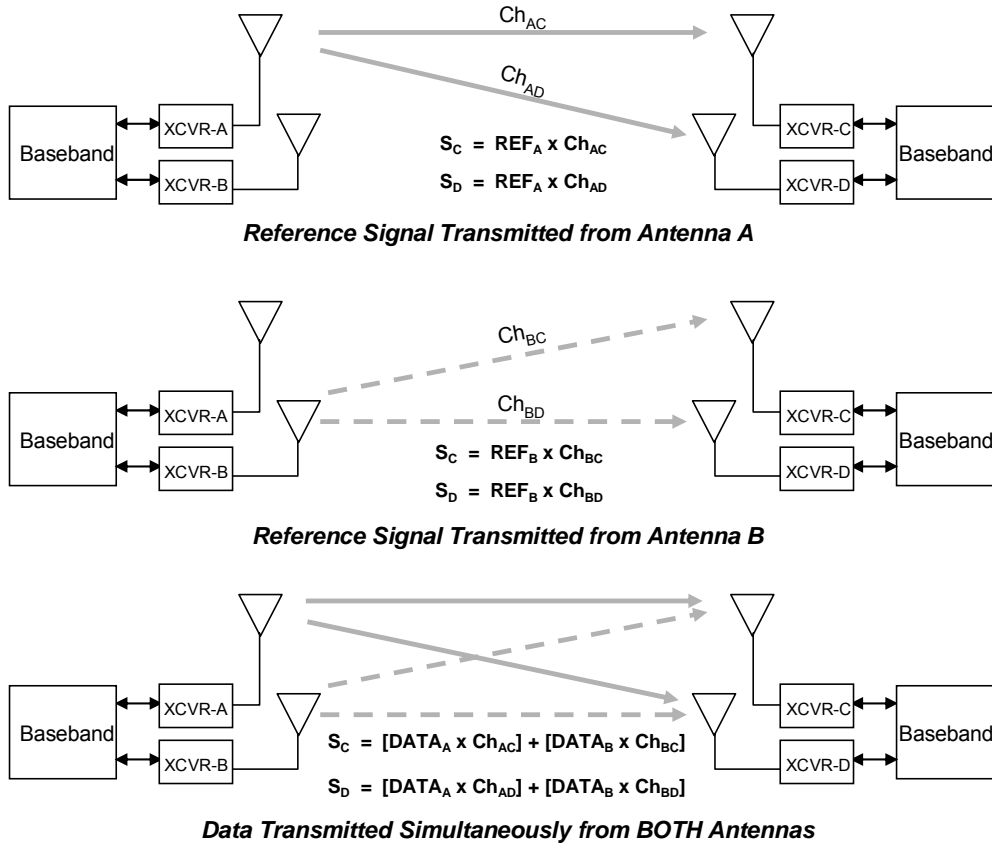 Ch_AC
Ch_AD
Baseband
XCVR-A
XCVR-B
XCVR-C
XCVR-D
Baseband
S_C = REF_A x Ch_AC
S_D = REF_A x Ch_AD
Reference Signal Transmitted from Antenna A
Ch_BC
Ch_BD
Baseband
XCVR-A
XCVR-B
XCVR-C
XCVR-D
Baseband
S_C = REF_B x Ch_BC
S_D = REF_B x Ch_BD
Reference Signal Transmitted from Antenna B
Baseband
XCVR-A
XCVR-B
XCVR-C
XCVR-D
Baseband
S_C = [DATA_A x Ch_AC] + [DATA_B x Ch_BC]
S_D = [DATA_A x Ch_AD] + [DATA_B x Ch_BD]
Data Transmitted Simultaneously from BOTH Antennas